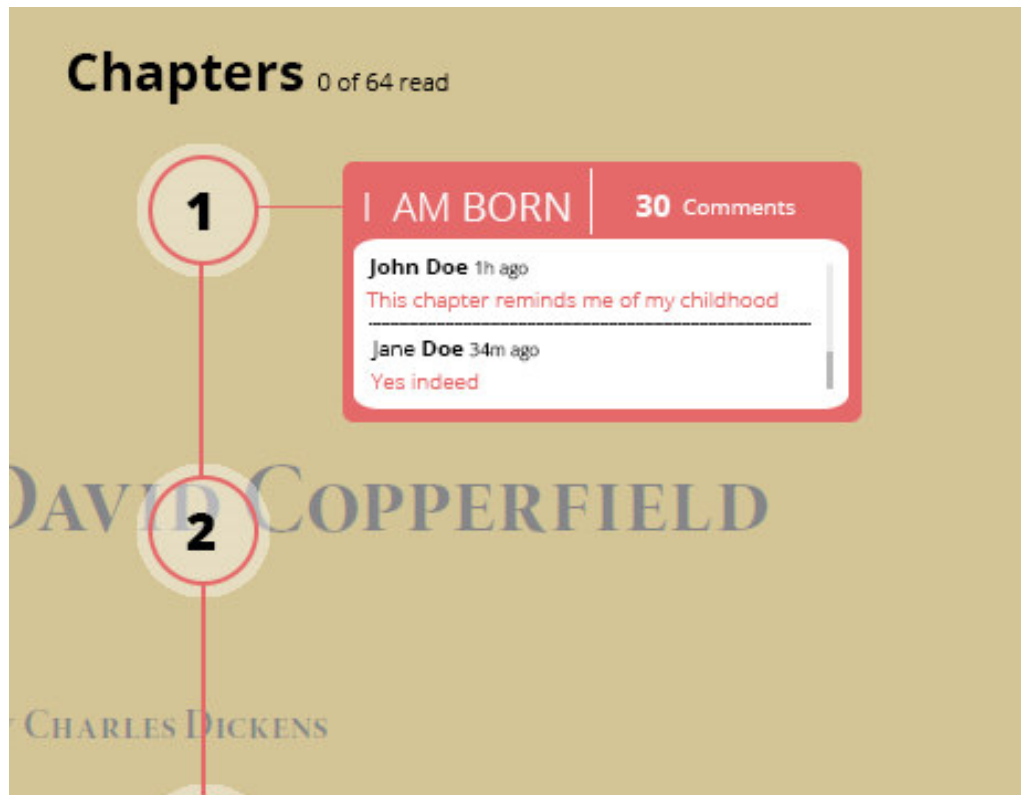 Chapters 0 of 64 read
1
I AM BORN
30 Comments
John Doe 1h ago
This chapter reminds me of my childhood
Jane Doe 34m ago
Yes indeed
DAVID COPPERFIELD
2
CHARLES DICKENS